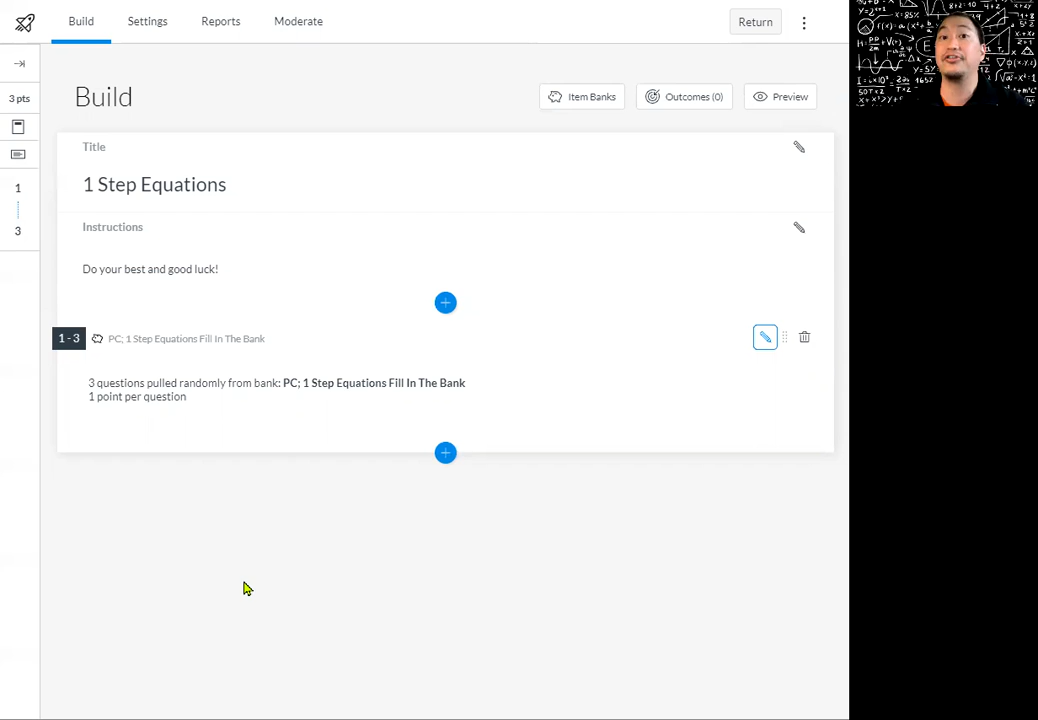 Build Settings Reports Moderate Return
3 pts
1
3
Build
Item Banks Outcomes (0) Preview
Title
1 Step Equations
Instructions
Do your best and good luck!
1 - 3 PC; 1 Step Equations Fill In The Bank
3 questions pulled randomly from bank: PC; 1 Step Equations Fill In The Bank
1 point per question